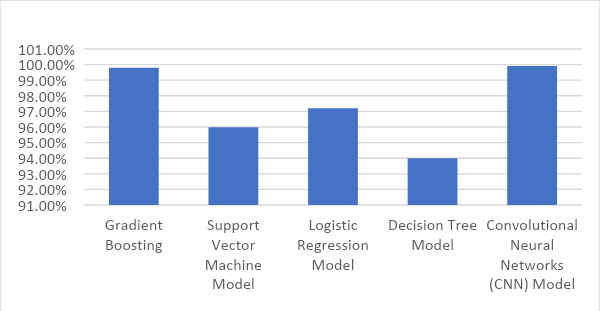 101.00%
100.00%
99.00%
98.00%
97.00%
96.00%
95.00%
94.00%
93.00%
92.00%
91.00%
Gradient
Boosting
Support
Vector
Machine
Model
Logistic
Regression
Model
Decision Tree
Model
Convolutional
Neural
Networks
(CNN) Model